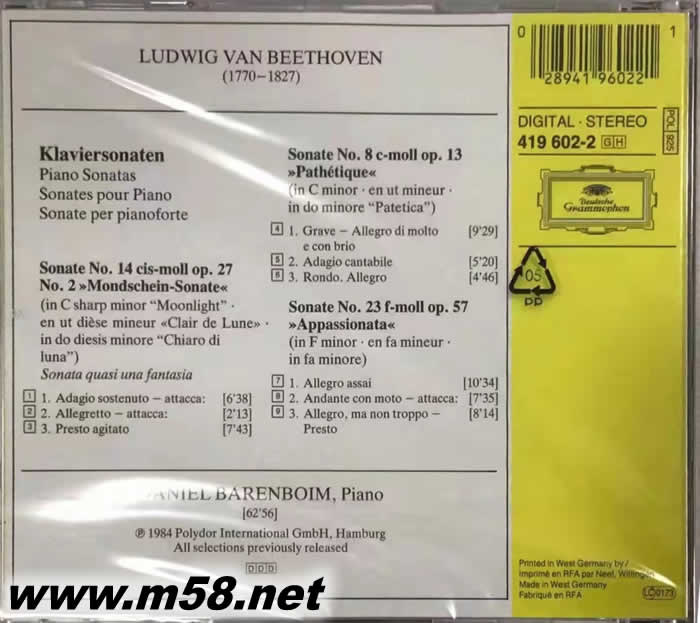 LUDWIG VAN BEETHOVEN
(1770–1827)
Klaviersonaten
Piano Sonatas
Sonates pour Piano
Sonate per pianoforte
Sonate No. 14 cis-moll op. 27
No. 2 »Mondschein-Sonate«
(in C sharp minor “Moonlight” ·
en ut dièse mineur «Clair de Lune» ·
in do diesis minore “Chiaro di
luna”)
Sonata quasi una fantasia
1 1. Adagio sostenuto – attacca: [6'38]
2 2. Allegretto – attacca: [2'13]
3 3. Presto agitato [7'43]
Sonate No. 8 c-moll op. 13
»Pathétique«
(in C minor · en ut mineur ·
in do minore “Patetica”)
4 1. Grave – Allegro di molto [9'29]
e con brio
5 2. Adagio cantabile [5'20]
6 3. Rondo. Allegro [4'46]
Sonate No. 23 f-moll op. 57
»Appassionata«
(in F minor · en fa mineur ·
in fa minore)
7 1. Allegro assai [10'34]
8 2. Andante con moto – attacca: [7'35]
9 3. Allegro, ma non troppo – [8'14]
Presto
DANIEL BARENBOIM, Piano
[62'56]
℗ 1984 Polydor International GmbH, Hamburg
All selections previously released
DDD
0 28941 96022 1
DIGITAL · STEREO
419 602-2 GH
POL 925
Deutsche
Grammophon
05
PP
Printed in West Germany by /
Imprimé en RFA par Neef, Wittingen
Made in West Germany
Fabriqué en RFA
LC 0173
www.m58.net